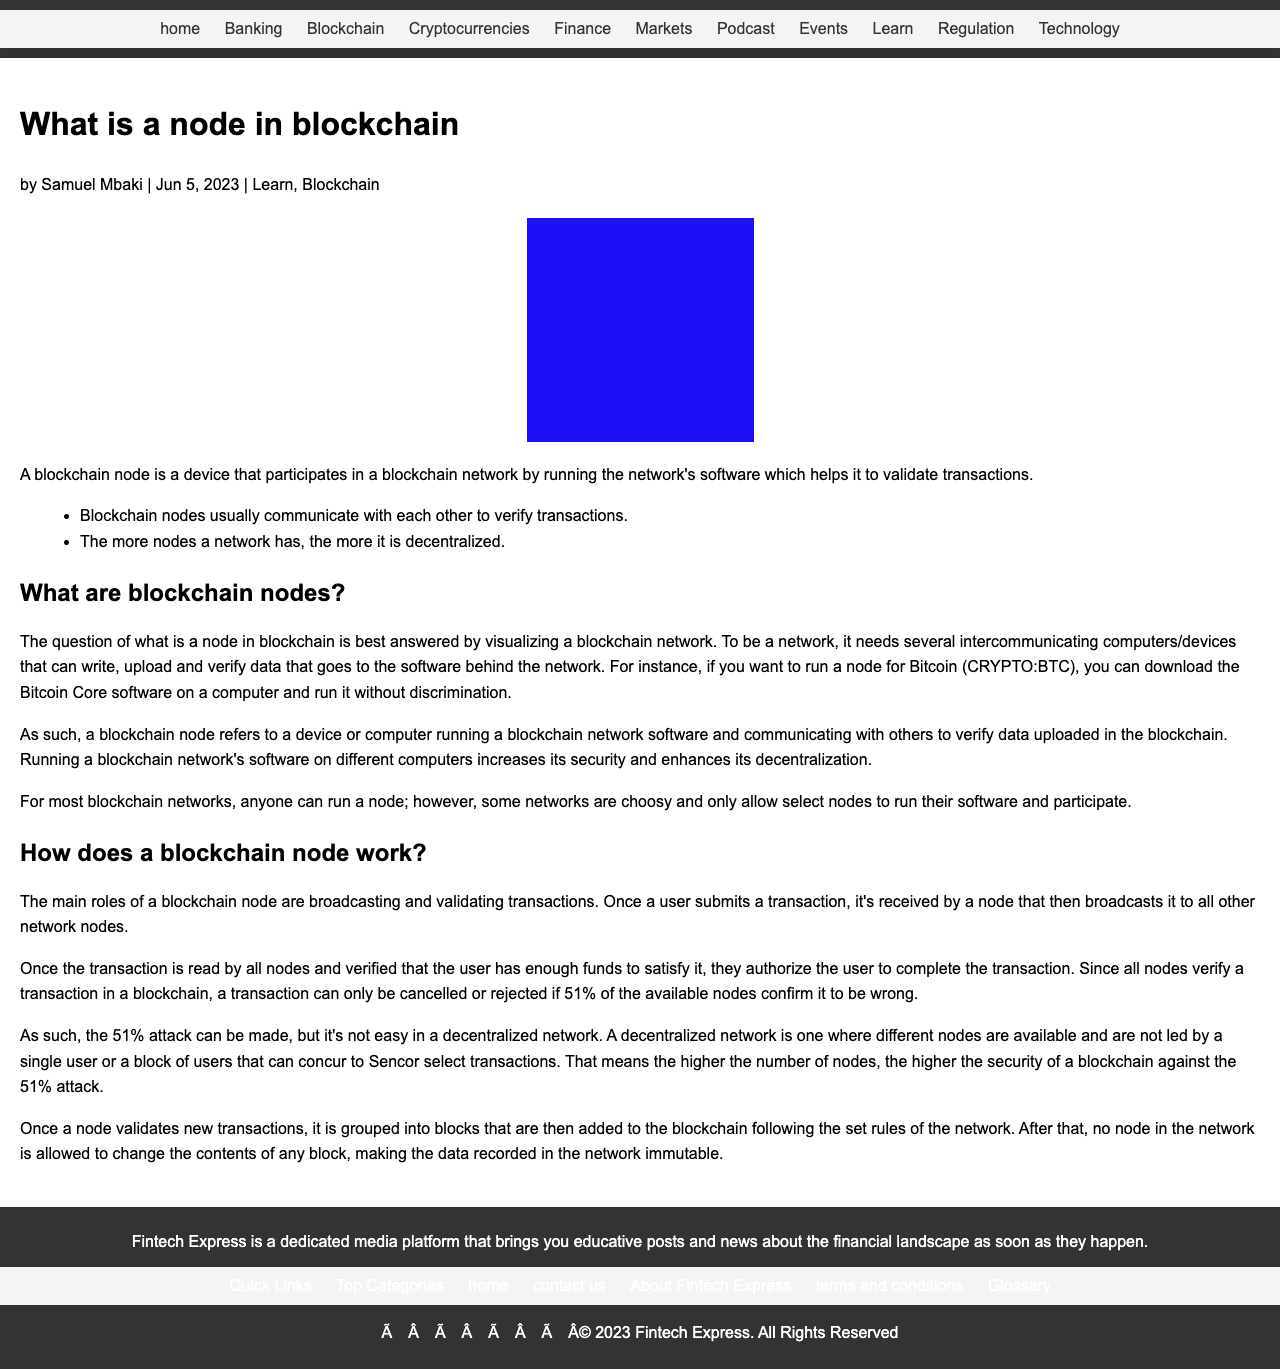 home Banking Blockchain Cryptocurrencies Finance Markets Podcast Events Learn Regulation Technology
What is a node in blockchain
by Samuel Mbaki | Jun 5, 2023 | Learn, Blockchain
A blockchain node is a device that participates in a blockchain network by running the network's software which helps it to validate transactions.
• Blockchain nodes usually communicate with each other to verify transactions.
• The more nodes a network has, the more it is decentralized.
What are blockchain nodes?
The question of what is a node in blockchain is best answered by visualizing a blockchain network. To be a network, it needs several intercommunicating computers/devices
that can write, upload and verify data that goes to the software behind the network. For instance, if you want to run a node for Bitcoin (CRYPTO:BTC), you can download the
Bitcoin Core software on a computer and run it without discrimination.
As such, a blockchain node refers to a device or computer running a blockchain network software and communicating with others to verify data uploaded in the blockchain.
Running a blockchain network's software on different computers increases its security and enhances its decentralization.
For most blockchain networks, anyone can run a node; however, some networks are choosy and only allow select nodes to run their software and participate.
How does a blockchain node work?
The main roles of a blockchain node are broadcasting and validating transactions. Once a user submits a transaction, it's received by a node that then broadcasts it to all other
network nodes.
Once the transaction is read by all nodes and verified that the user has enough funds to satisfy it, they authorize the user to complete the transaction. Since all nodes verify a
transaction in a blockchain, a transaction can only be cancelled or rejected if 51% of the available nodes confirm it to be wrong.
As such, the 51% attack can be made, but it's not easy in a decentralized network. A decentralized network is one where different nodes are available and are not led by a
single user or a block of users that can concur to Sencor select transactions. That means the higher the number of nodes, the higher the security of a blockchain against the
51% attack.
Once a node validates new transactions, it is grouped into blocks that are then added to the blockchain following the set rules of the network. After that, no node in the network
is allowed to change the contents of any block, making the data recorded in the network immutable.
Fintech Express is a dedicated media platform that brings you educative posts and news about the financial landscape as soon as they happen.
Quick Links Top Categories home contact us About Fintech Express terms and conditions Glossary
Ã Â Ã Â Ã Â Ã Â© 2023 Fintech Express. All Rights Reserved